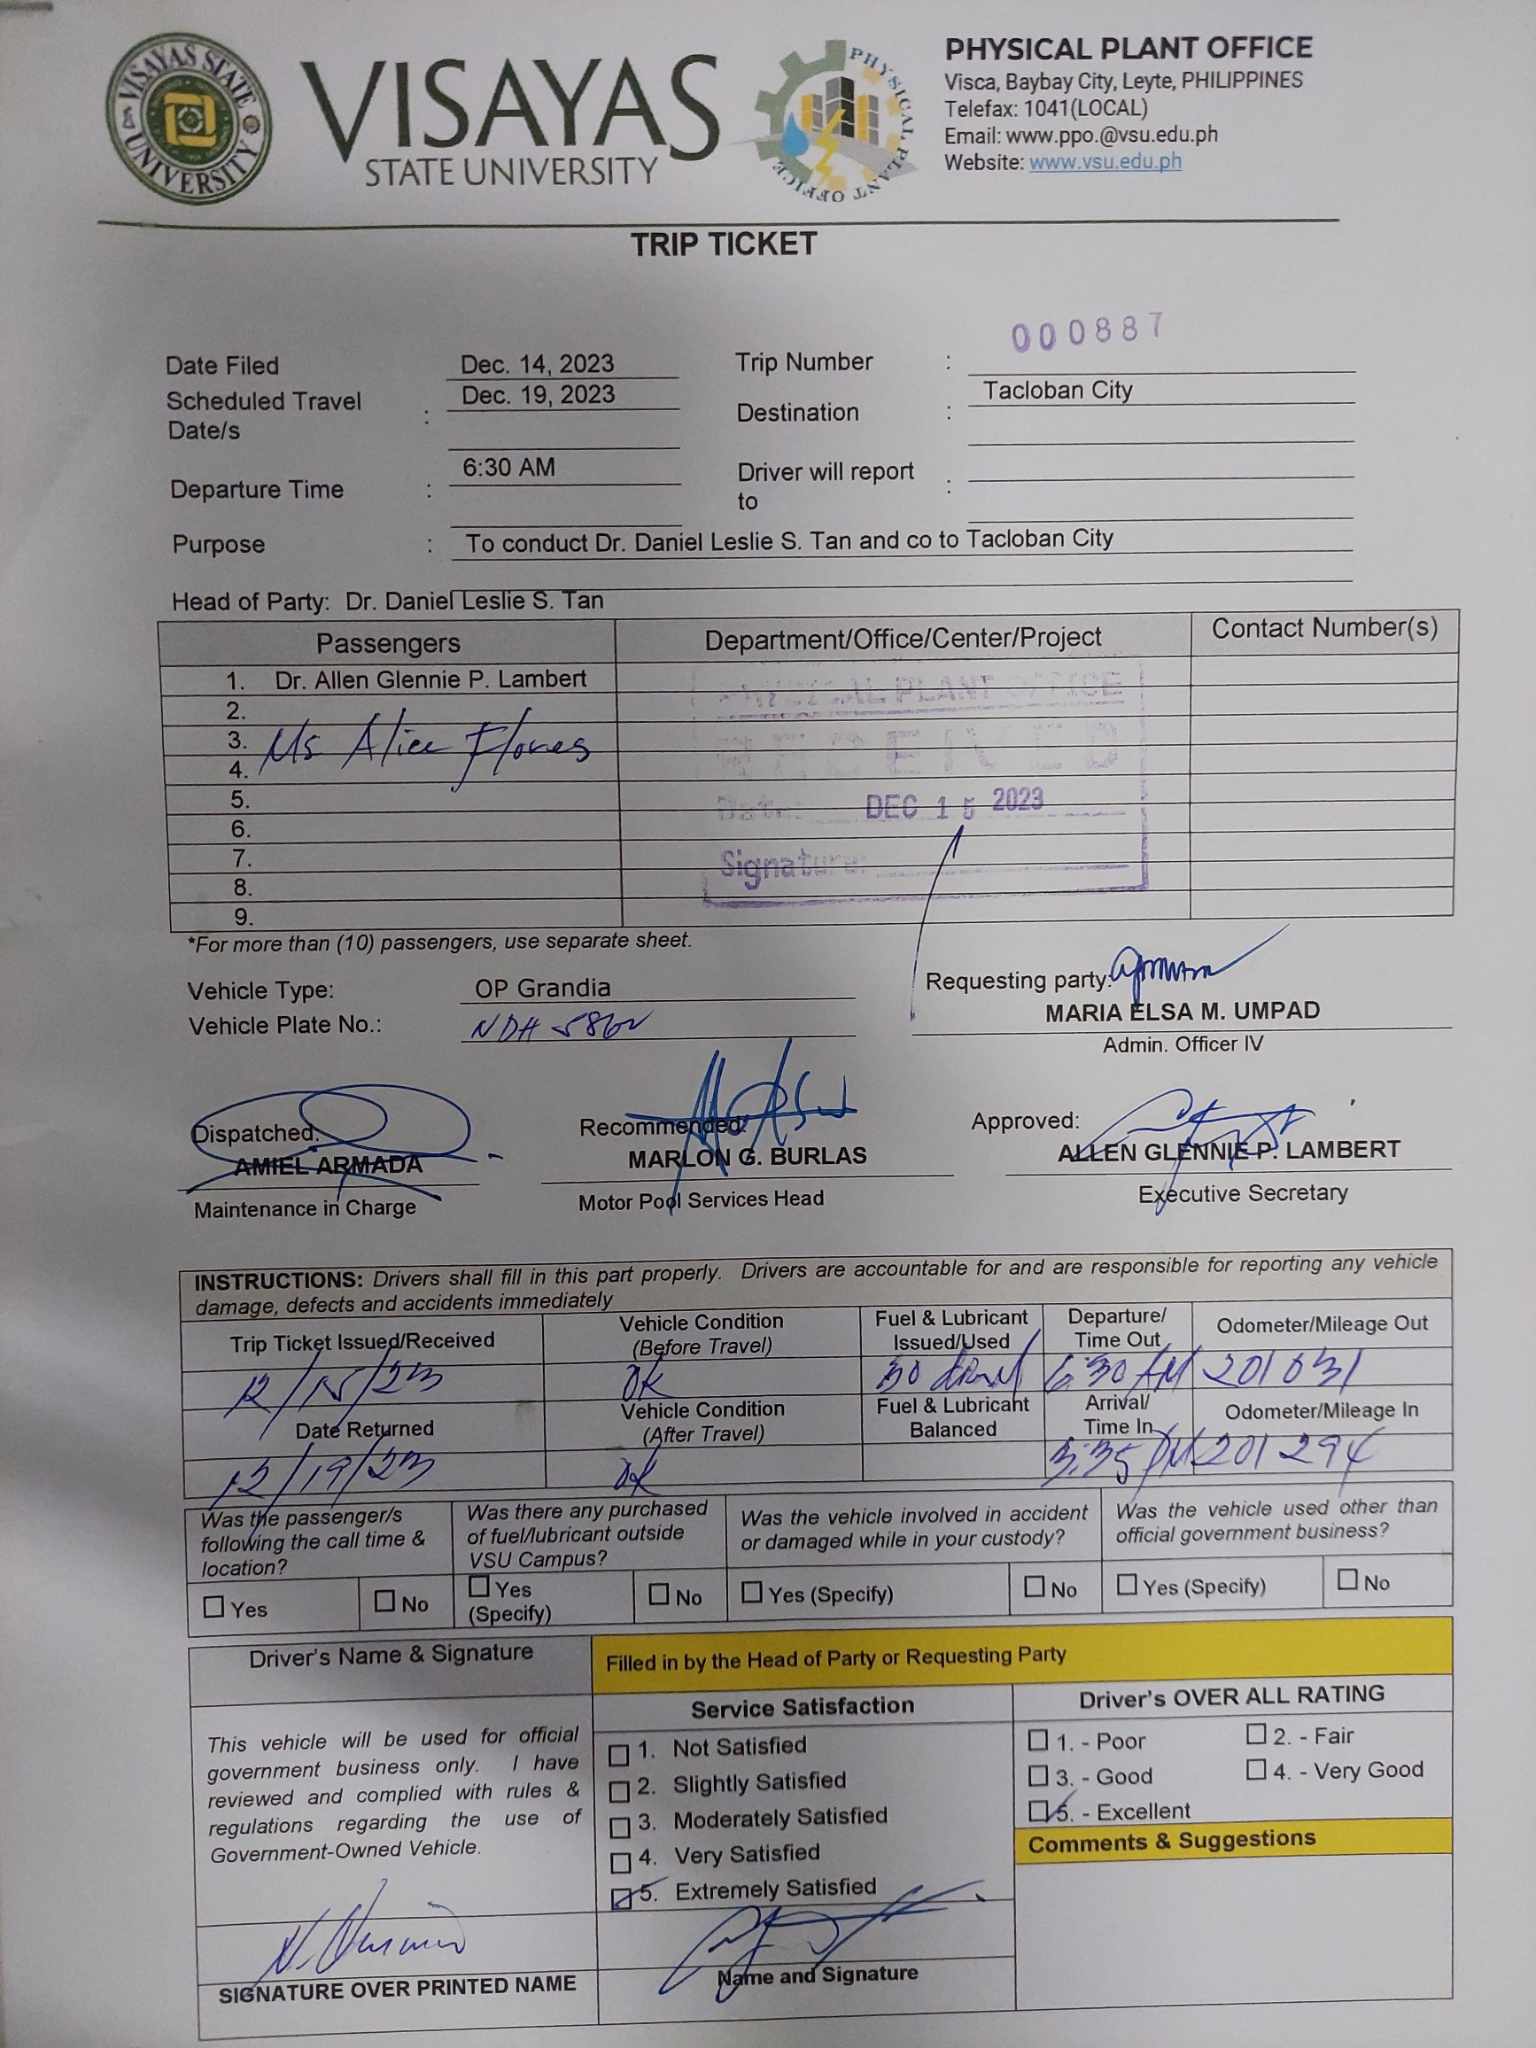 VISAYAS STATE UNIVERSITY
VISAYAS
STATE UNIVERSITY
PHYSICAL PLANT OFFICE
PHYSICAL PLANT OFFICE
Visca, Baybay City, Leyte, PHILIPPINES
Telefax: 1041(LOCAL)
Email: www.ppo.@vsu.edu.ph
Website: www.vsu.edu.ph
TRIP TICKET
Date Filed Dec. 14, 2023 Trip Number : 000887
Scheduled Travel Date/s : Dec. 19, 2023 Destination : Tacloban City
Departure Time : 6:30 AM Driver will report to :
Purpose : To conduct Dr. Daniel Leslie S. Tan and co to Tacloban City
Head of Party: Dr. Daniel Leslie S. Tan
Passengers Department/Office/Center/Project Contact Number(s)
1. Dr. Allen Glennie P. Lambert
2.
3. Ms Alice Flores
4.
5.
6.
7.
8.
9.
PHYSICAL PLANT OFFICE
RECEIVED
Date: DEC 15 2023
Signature:
*For more than (10) passengers, use separate sheet.
Vehicle Type: OP Grandia
Vehicle Plate No.: NDH
Requesting party:
MARIA ELSA M. UMPAD
Admin. Officer IV
Dispatched: Recommended: Approved:
AMIEL ARMADA MARLON G. BURLAS ALLEN GLENNIE P. LAMBERT
Maintenance in Charge Motor Pool Services Head Executive Secretary
INSTRUCTIONS: Drivers shall fill in this part properly. Drivers are accountable for and are responsible for reporting any vehicle
damage, defects and accidents immediately
Trip Ticket Issued/Received Vehicle Condition (Before Travel) Fuel & Lubricant Issued/Used Departure/ Time Out Odometer/Mileage Out
12/15/23 OK 30 6:30 AM 201031
Date Returned Vehicle Condition (After Travel) Fuel & Lubricant Balanced Arrival/ Time In Odometer/Mileage In
12/19/23 OK 3:35 PM 201294
Was the passenger/s following the call time & location?
Was there any purchased of fuel/lubricant outside VSU Campus?
Was the vehicle involved in accident or damaged while in your custody?
Was the vehicle used other than official government business?
Yes No Yes (Specify) No Yes (Specify) No Yes (Specify) No
Driver's Name & Signature
Filled in by the Head of Party or Requesting Party
Service Satisfaction
Driver's OVER ALL RATING
This vehicle will be used for official
government business only. I have
reviewed and complied with rules &
regulations regarding the use of
Government-Owned Vehicle.
1. Not Satisfied
2. Slightly Satisfied
3. Moderately Satisfied
4. Very Satisfied
5. Extremely Satisfied
1. - Poor 2. - Fair
3. - Good 4. - Very Good
5. - Excellent
Comments & Suggestions
SIGNATURE OVER PRINTED NAME
Name and Signature